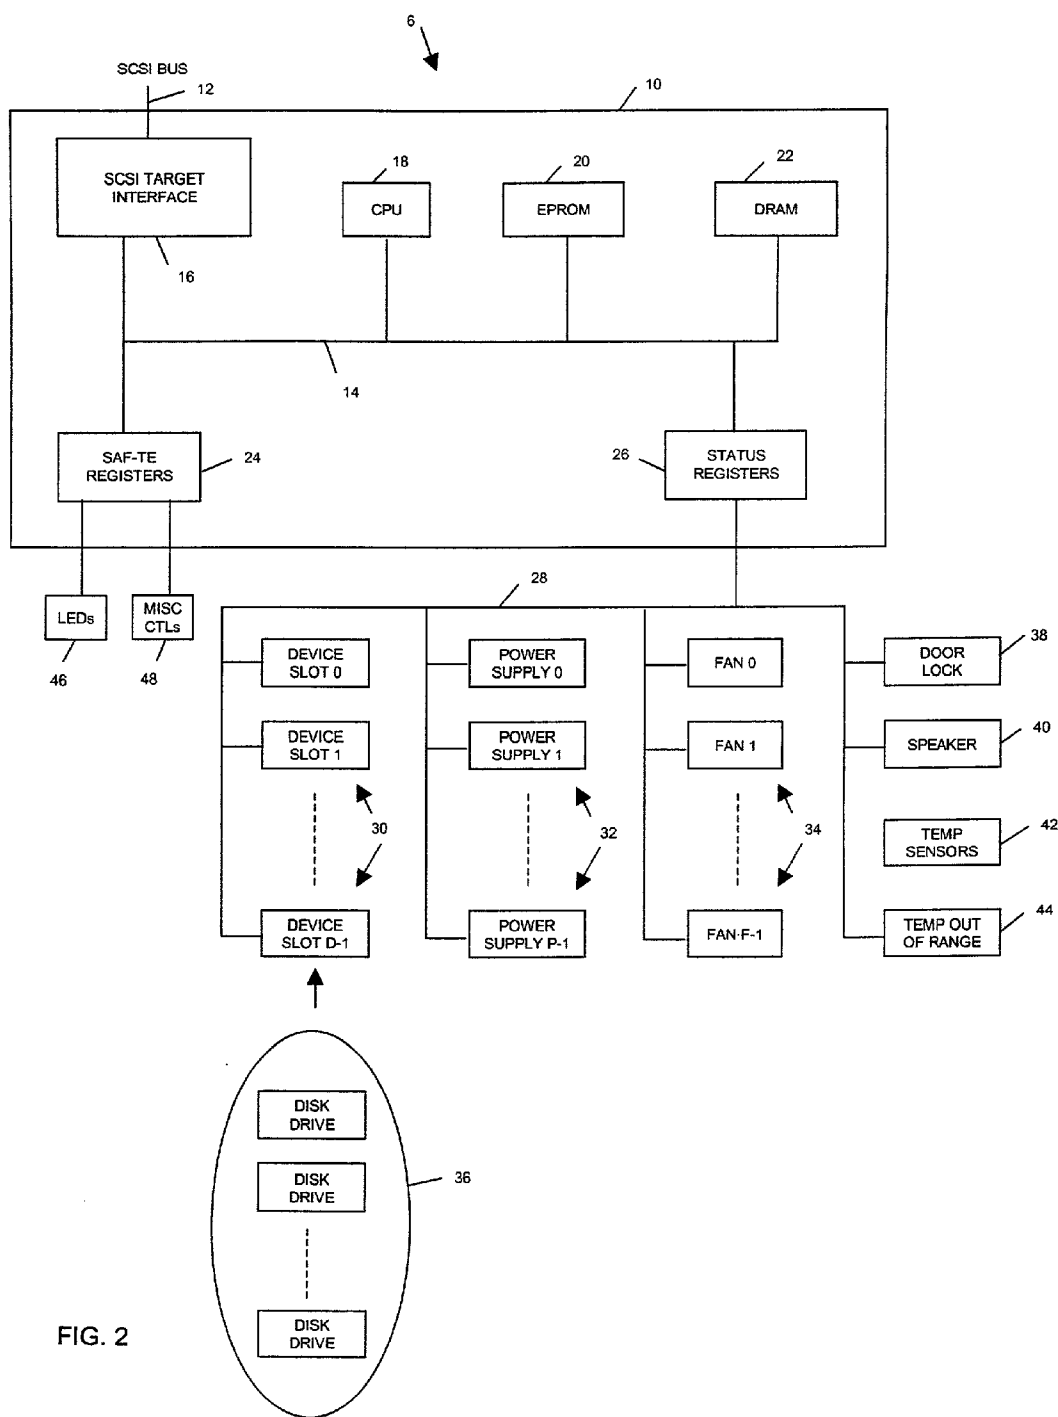 6
SCSI BUS
12
10
SCSI TARGET
INTERFACE
16
18
CPU
20
EPROM
22
DRAM
14
SAF-TE
REGISTERS
24
26
STATUS
REGISTERS
LEDs
46
MISC
CTLs
48
28
DEVICE
SLOT 0
POWER
SUPPLY 0
FAN 0
DOOR
LOCK
38
DEVICE
SLOT 1
POWER
SUPPLY 1
FAN 1
SPEAKER
40
30
32
34
TEMP
SENSORS
42
DEVICE
SLOT D-1
POWER
SUPPLY P-1
FAN·F-1
TEMP OUT
OF RANGE
44
DISK
DRIVE
DISK
DRIVE
36
DISK
DRIVE
FIG. 2